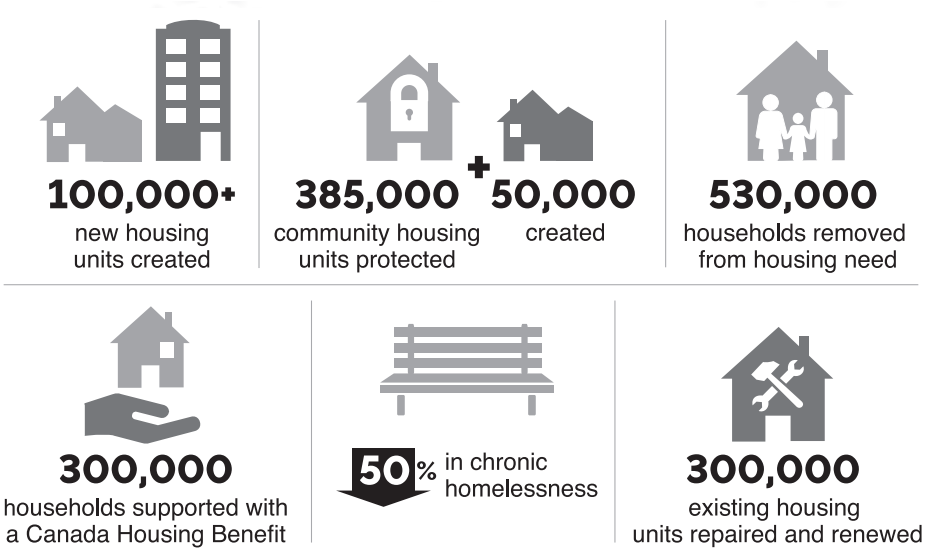 100,000+
new housing
units created
385,000
community housing
units protected
+
50,000
created
530,000
households removed
from housing need
300,000
households supported with
a Canada Housing Benefit
50% in chronic
homelessness
300,000
existing housing
units repaired and renewed